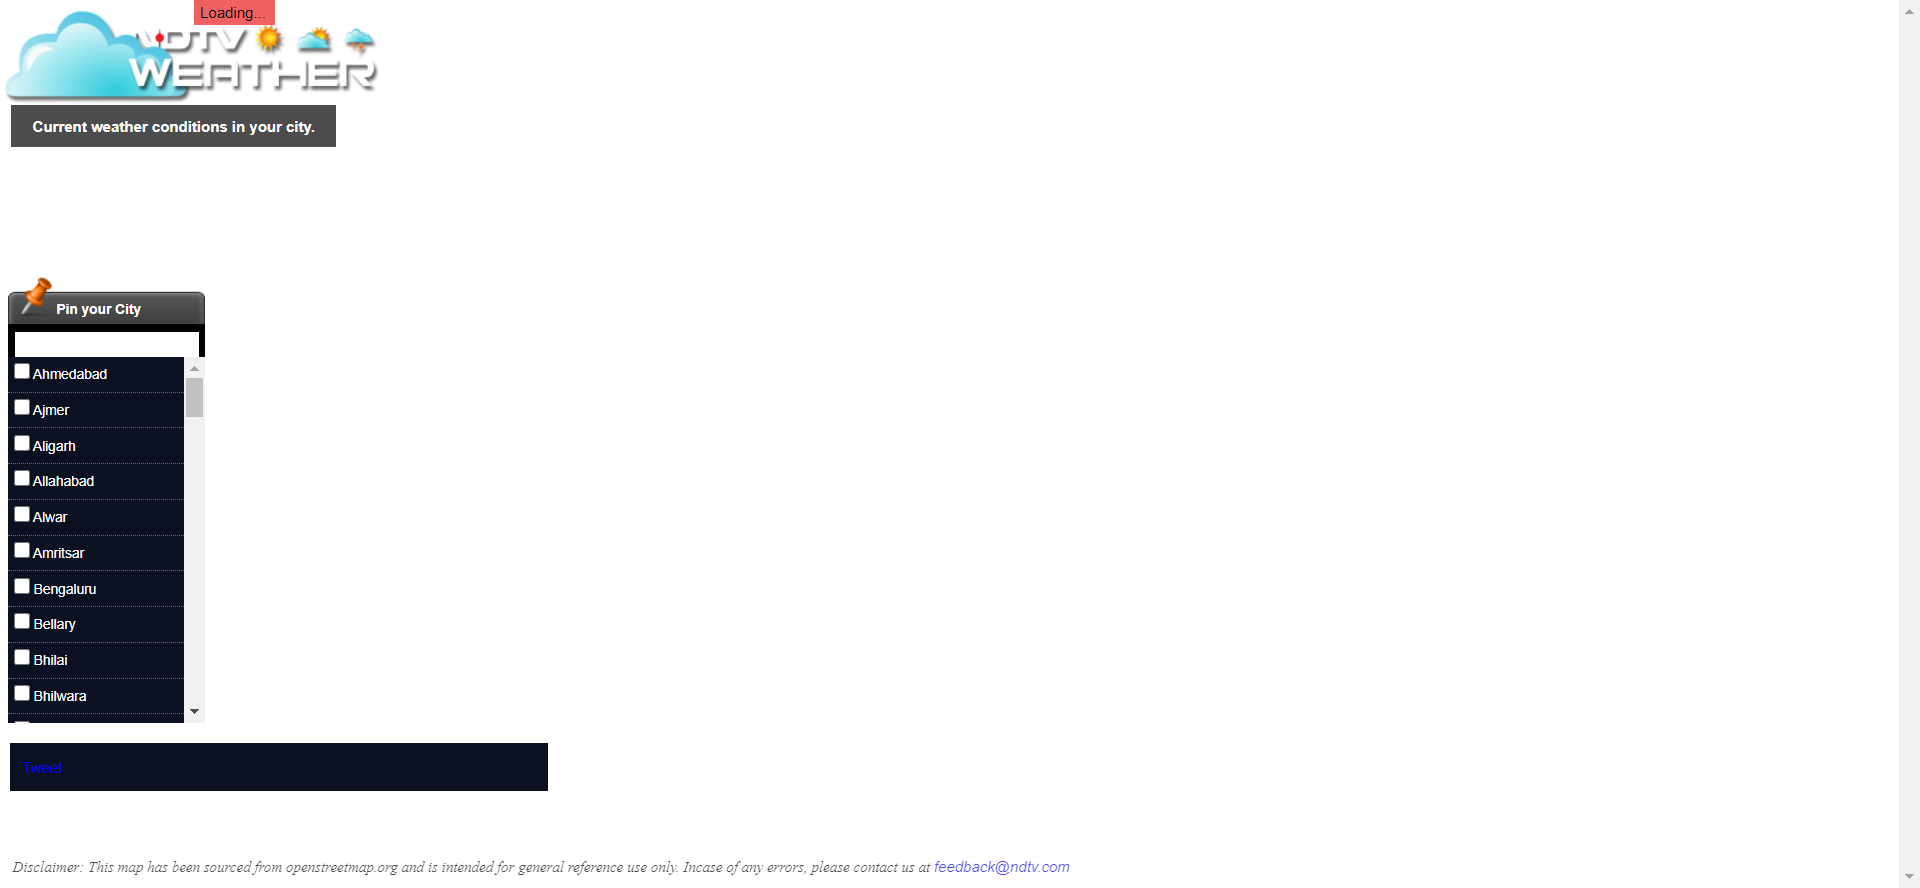 Loading...
NDTV
WEATHER
Current weather conditions in your city.
Pin your City
Ahmedabad
Ajmer
Aligarh
Allahabad
Alwar
Amritsar
Bengaluru
Bellary
Bhilai
Bhilwara
Tweet
Disclaimer: This map has been sourced from openstreetmap.org and is intended for general reference use only. Incase of any errors, please contact us at feedback@ndtv.com